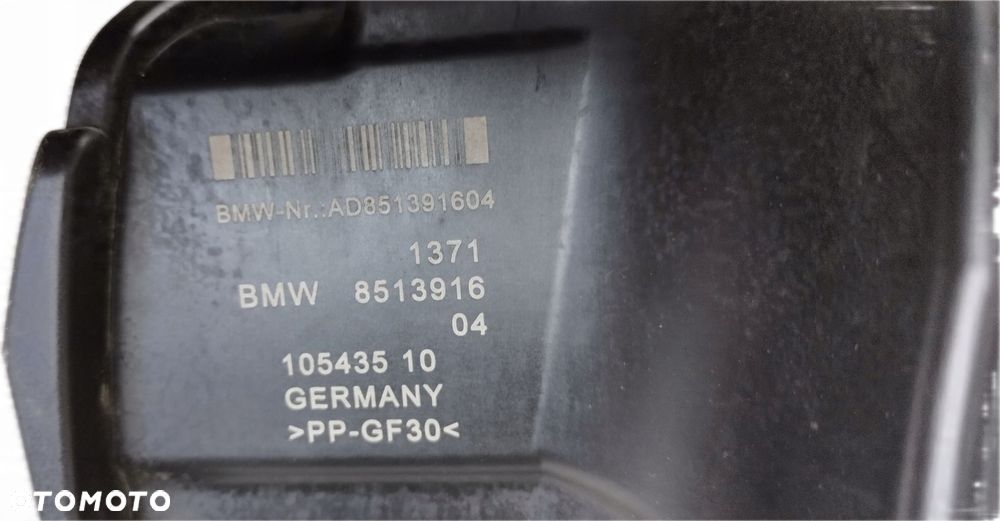 BMW-Nr.:AD851391604
1371
BMW 8513916
04
105435 10
GERMANY
>PP-GF30<
OTOMOTO